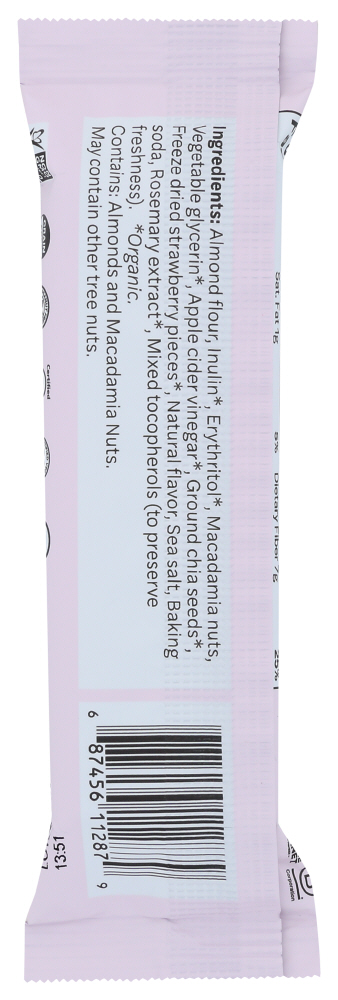 Ingredients: Almond flour, Inulin*, Erythritol*, Macadamia nuts,
Vegetable glycerin*, Apple cider vinegar*, Ground chia seeds*,
Freeze dried strawberry pieces*, Natural flavor, Sea salt, Baking
soda, Rosemary extract*, Mixed tocopherols (to preserve
freshness). *Organic.
Contains: Almonds and Macadamia Nuts.
May contain other tree nuts.
Sat. Fat 1g 5% Dietary Fiber 7g 25%
Certified
6 87456 11287 9
13:51
Corporation